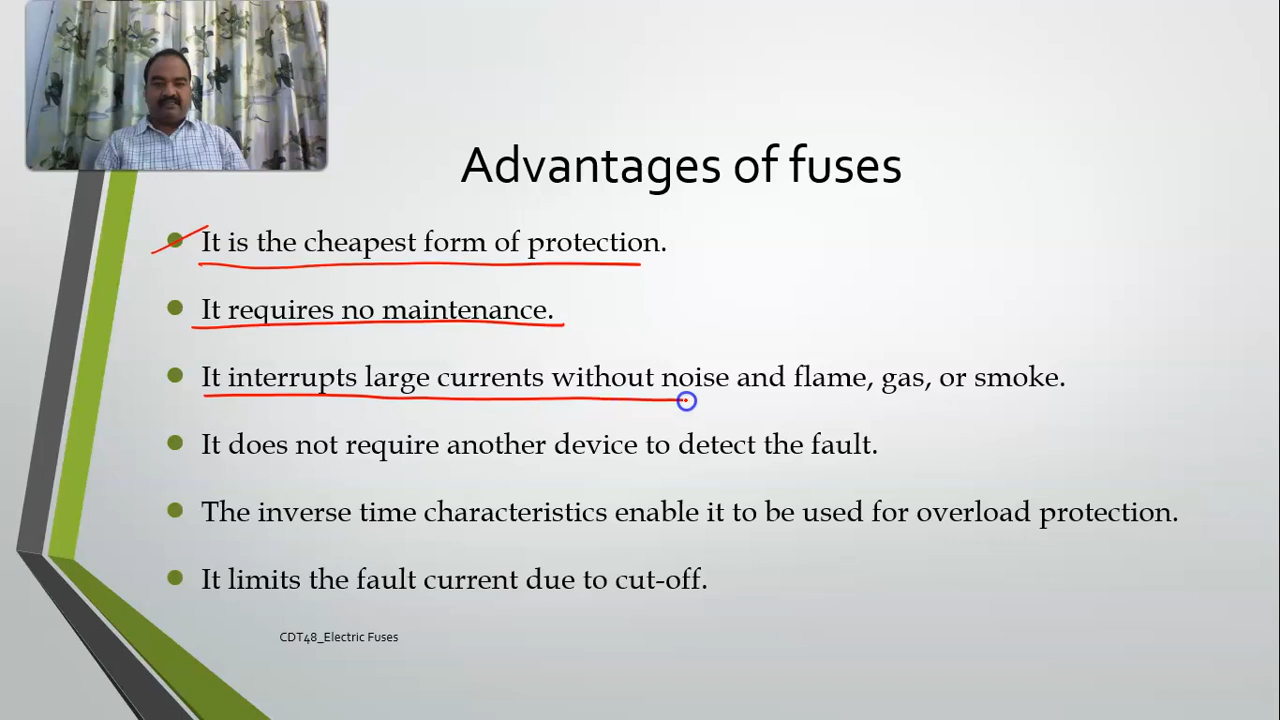 Advantages of fuses
It is the cheapest form of protection.
It requires no maintenance.
It interrupts large currents without noise and flame, gas, or smoke.
It does not require another device to detect the fault.
The inverse time characteristics enable it to be used for overload protection.
It limits the fault current due to cut-off.
CDT48_Electric Fuses